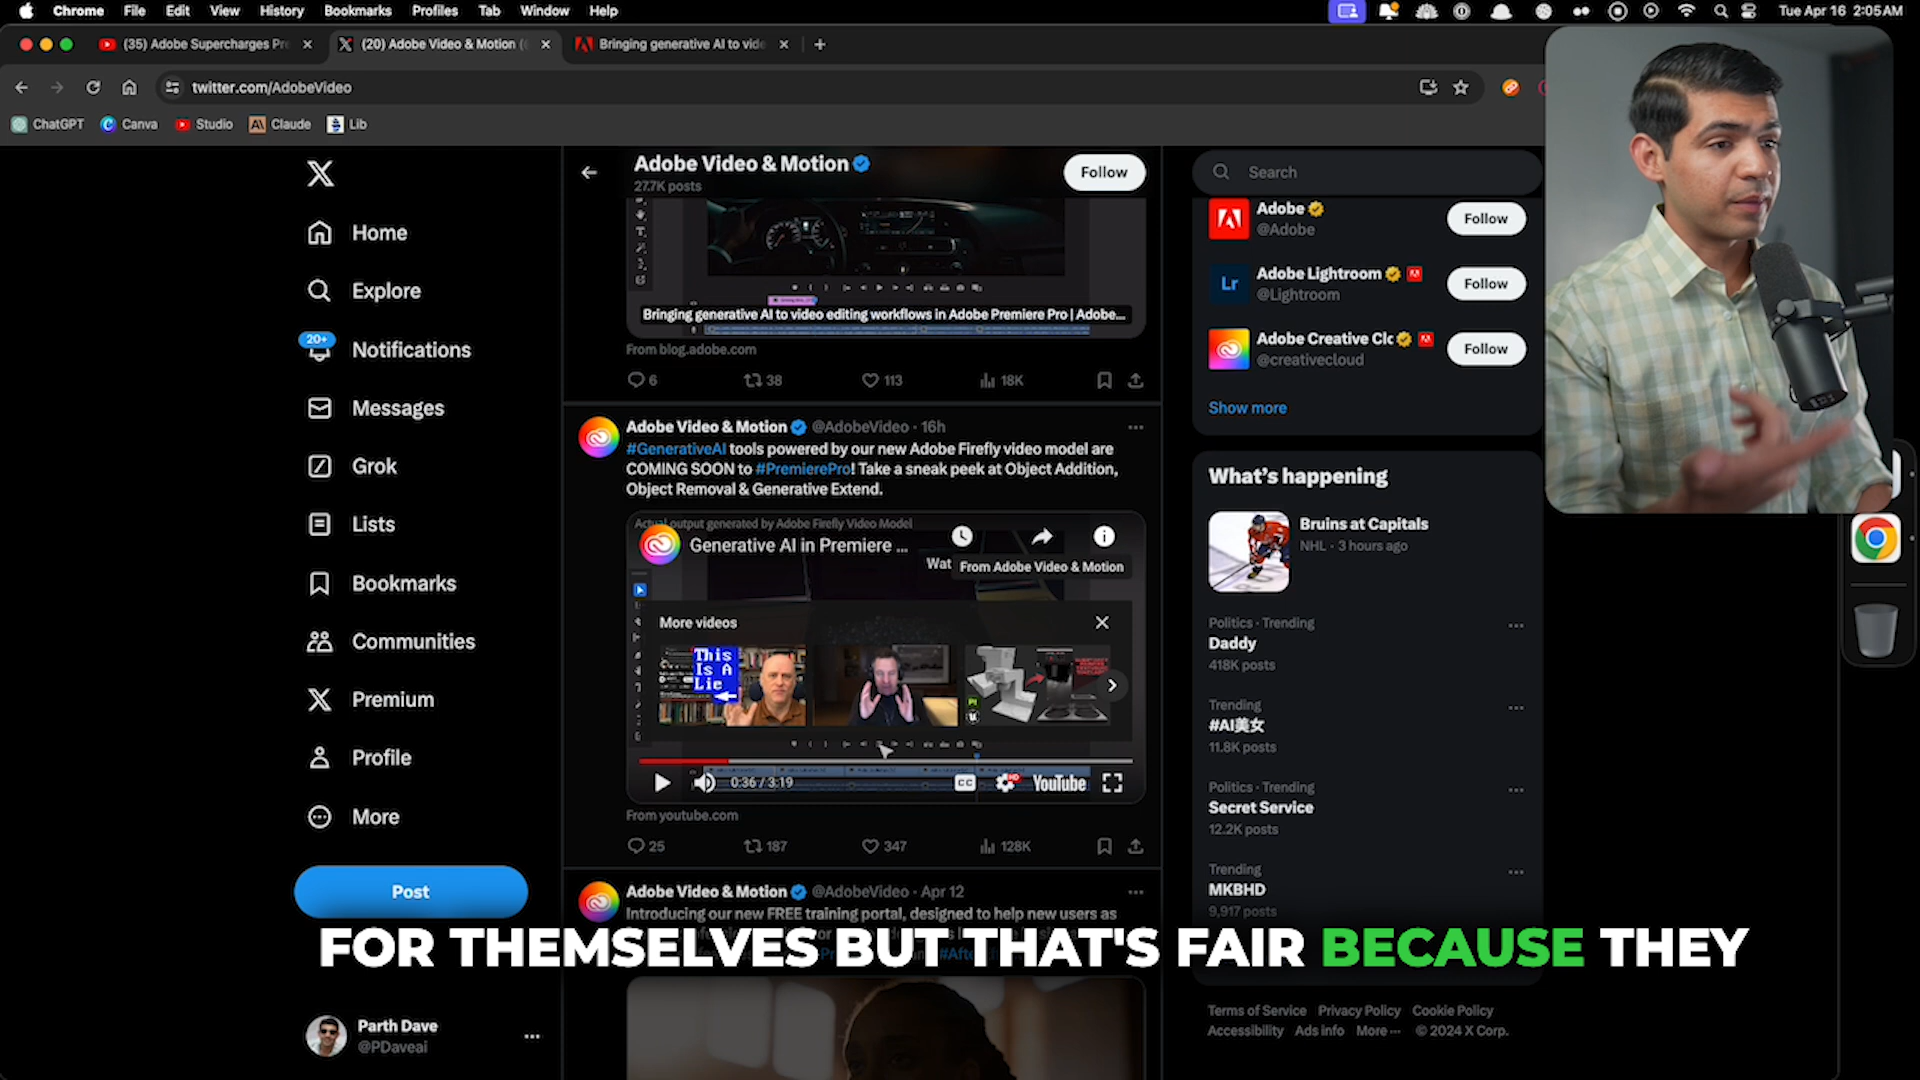 Chrome File Edit View History Bookmarks Profiles Tab Window Help
Tue Apr 16 2:05 AM
(35) Adobe Supercharges Pre
(20) Adobe Video & Motion (
Bringing generative AI to vide
twitter.com/AdobeVideo
ChatGPT Canva Studio Claude Lib
Home
Explore
20+
Notifications
Messages
Grok
Lists
Bookmarks
Communities
Premium
Profile
More
Post
Parth Dave
@PDaveai
Adobe Video & Motion
27.7K posts
Follow
Bringing generative AI to video editing workflows in Adobe Premiere Pro | Adobe...
From blog.adobe.com
6 38 113 18K
Adobe Video & Motion @AdobeVideo · 16h
#GenerativeAI tools powered by our new Adobe Firefly video model are
COMING SOON to #PremierePro! Take a sneak peek at Object Addition,
Object Removal & Generative Extend.
Actual output generated by Adobe Firefly Video Model
Generative AI in Premiere ...
Wat
From Adobe Video & Motion
More videos
This
Is A
Lie
0:36 / 3:19
CC HD YouTube
From youtube.com
25 187 347 128K
Adobe Video & Motion @AdobeVideo · Apr 12
Introducing our new FREE training portal, designed to help new users as
Search
Adobe
@Adobe
Follow
Lr
Adobe Lightroom
@Lightroom
Follow
Adobe Creative Clc
@creativecloud
Follow
Show more
What's happening
Bruins at Capitals
NHL · 3 hours ago
Politics · Trending
Daddy
418K posts
Trending
#AI美女
11.8K posts
Politics · Trending
Secret Service
12.2K posts
Trending
MKBHD
9,917 posts
FOR THEMSELVES BUT THAT'S FAIR BECAUSE THEY
Terms of Service Privacy Policy Cookie Policy
Accessibility Ads info More ··· © 2024 X Corp.